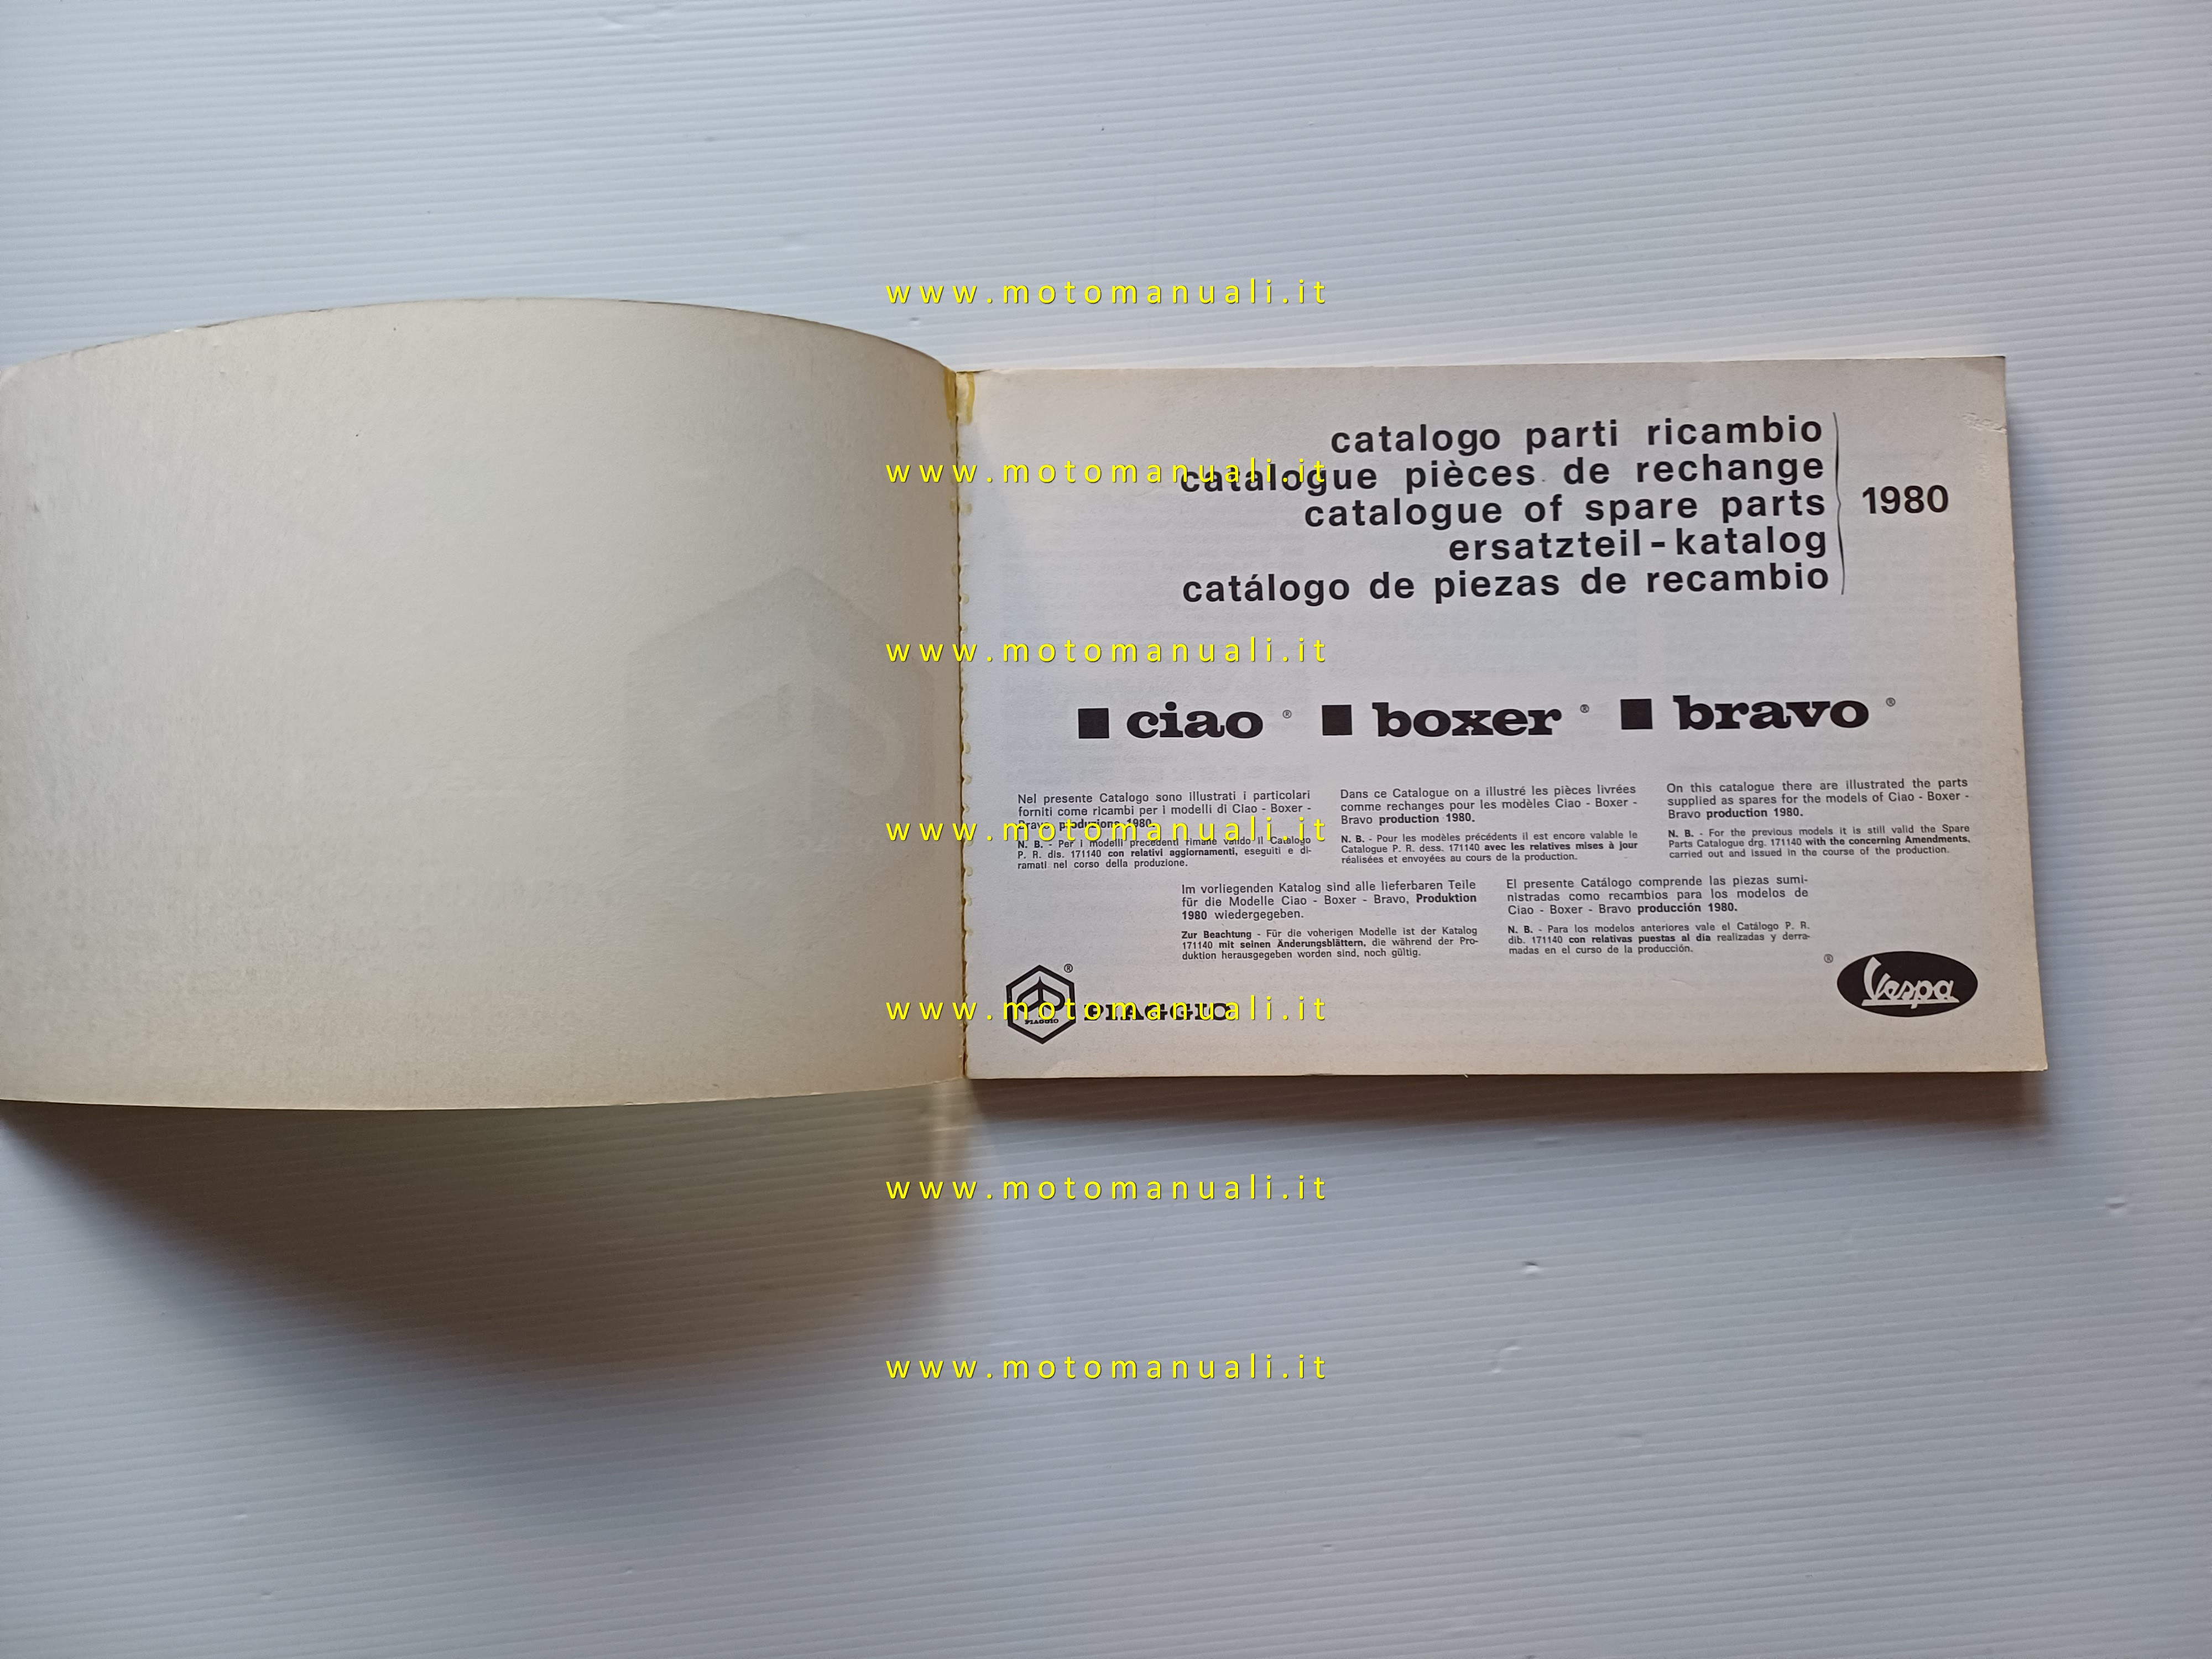 www.motomanuali.it
catalogo parti ricambio
www.motomanuali.it
catalogue pièces de rechange
catalogue of spare parts
1980
ersatzteil-katalog
catálogo de piezas de recambio
www.motomanuali.it
■ ciao ® ■ boxer ® ■ bravo ®
Nel presente Catalogo sono illustrati i particolari
forniti come ricambi per i modelli di Ciao - Boxer -
Bravo produzione 1980.
www.motomanuali.it
N. B. - Per i modelli precedenti rimane valido il Catalogo
P. R. dis. 171140 con relativi aggiornamenti, eseguiti e di-
ramati nel corso della produzione.
Dans ce Catalogue on a illustré les pièces livrées
comme rechanges pour les modèles Ciao - Boxer -
Bravo production 1980.
N. B. - Pour les modèles précédents il est encore valable le
Catalogue P. R. dess. 171140 avec les relatives mises à jour
réalisées et envoyées au cours de la production.
On this catalogue there are illustrated the parts
supplied as spares for the models of Ciao - Boxer -
Bravo production 1980.
N. B. - For the previous models it is still valid the Spare
Parts Catalogue drg. 171140 with the concerning Amendments,
carried out and issued in the course of the production.
Im vorliegenden Katalog sind alle lieferbaren Teile
für die Modelle Ciao - Boxer - Bravo, Produktion
1980 wiedergegeben.
Zur Beachtung - Für die voherigen Modelle ist der Katalog
171140 mit seinen Änderungsblättern, die während der Pro-
duktion herausgegeben worden sind, noch gültig.
El presente Catálogo comprende las piezas sumi-
nistradas como recambios para los modelos de
Ciao - Boxer - Bravo producción 1980.
N. B. - Para los modelos anteriores vale el Catálogo P. R.
dib. 171140 con relativas puestas al dia realizadas y derra-
madas en el curso de la producción.
®
PIAGGIO
PIAGGIO
www.motomanuali.it
® Vespa
www.motomanuali.it
www.motomanuali.it